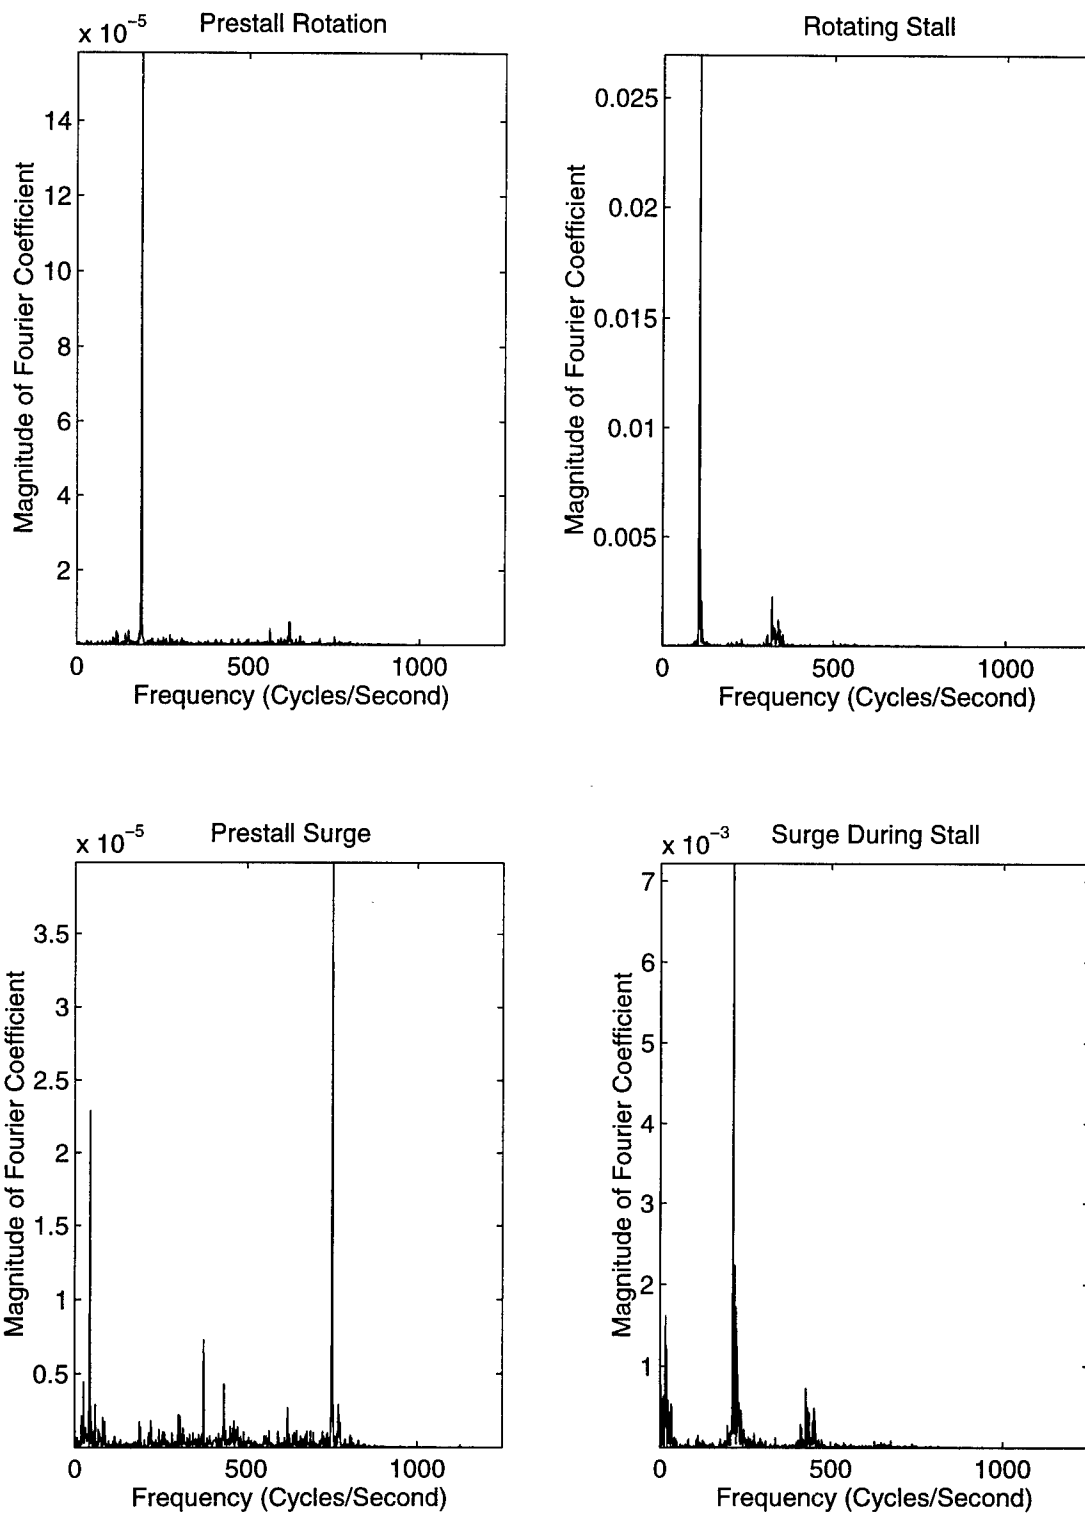 x 10^-5
Prestall Rotation
Magnitude of Fourier Coefficient
14
12
10
8
6
4
2
0 500 1000
Frequency (Cycles/Second)
Rotating Stall
Magnitude of Fourier Coefficient
0.025
0.02
0.015
0.01
0.005
0 500 1000
Frequency (Cycles/Second)
x 10^-5
Prestall Surge
Magnitude of Fourier Coefficient
3.5
3
2.5
2
1.5
1
0.5
0 500 1000
Frequency (Cycles/Second)
x 10^-3
Surge During Stall
Magnitude of Fourier Coefficient
7
6
5
4
3
2
1
0 500 1000
Frequency (Cycles/Second)